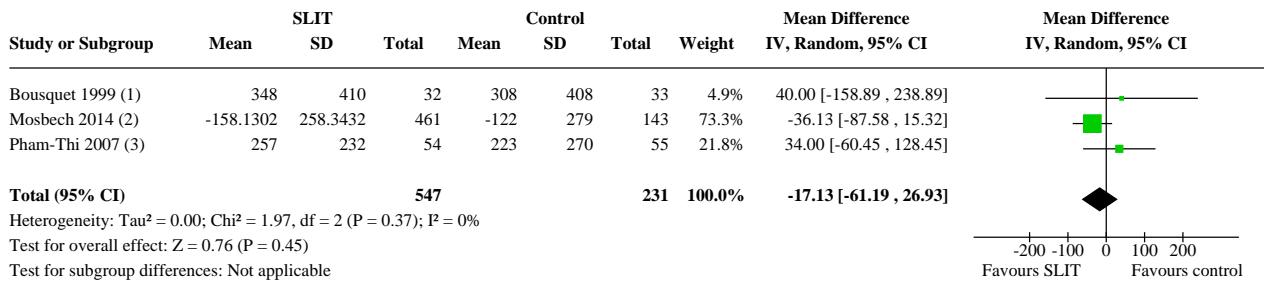 SLIT Control Mean Difference Mean Difference
Study or Subgroup Mean SD Total Mean SD Total Weight IV, Random, 95% CI IV, Random, 95% CI
Bousquet 1999 (1) 348 410 32 308 408 33 4.9% 40.00 [-158.89 , 238.89]
Mosbech 2014 (2) -158.1302 258.3432 461 -122 279 143 73.3% -36.13 [-87.58 , 15.32]
Pham-Thi 2007 (3) 257 232 54 223 270 55 21.8% 34.00 [-60.45 , 128.45]
Total (95% CI) 547 231 100.0% -17.13 [-61.19 , 26.93]
Heterogeneity: Tau² = 0.00; Chi² = 1.97, df = 2 (P = 0.37); I² = 0%
Test for overall effect: Z = 0.76 (P = 0.45)
Test for subgroup differences: Not applicable
-200 -100 0 100 200
Favours SLIT Favours control